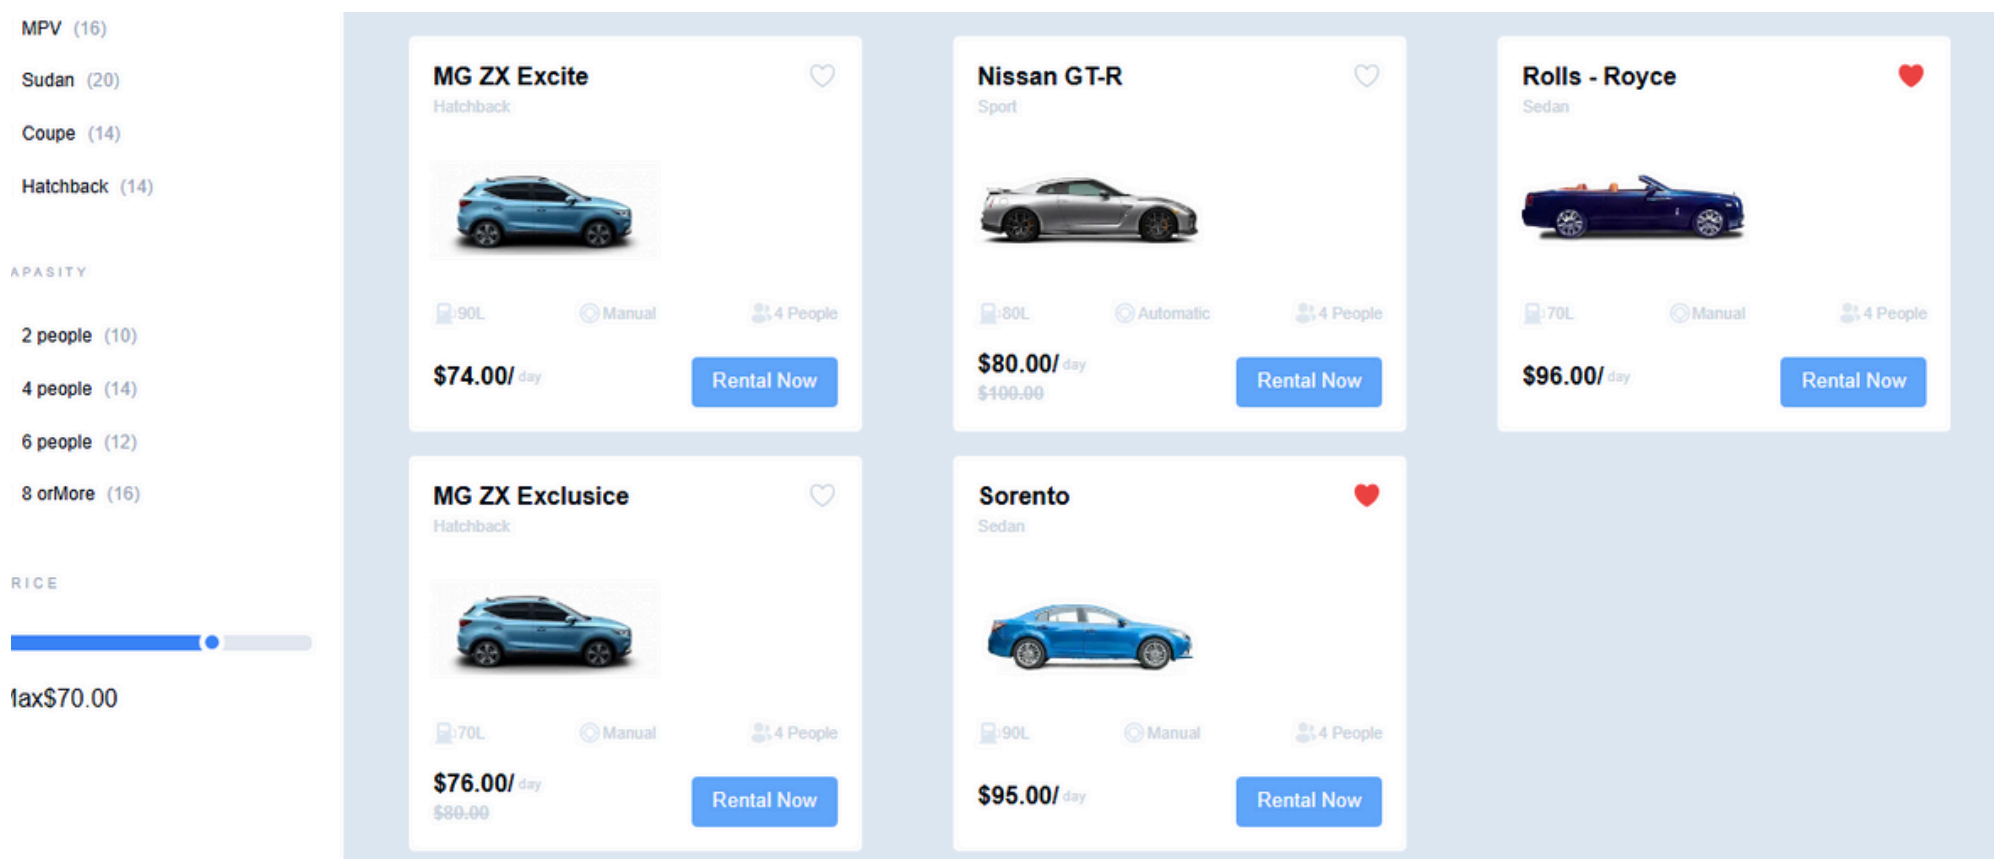 MPV (16)
Sudan (20)
Coupe (14)
Hatchback (14)
APASITY
2 people (10)
4 people (14)
6 people (12)
8 orMore (16)
RICE
Max$70.00
MG ZX Excite
Hatchback
90L Manual 4 People
$74.00/ day
Rental Now
Nissan GT-R
Sport
80L Automatic 4 People
$80.00/ day
$100.00
Rental Now
Rolls - Royce
Sedan
70L Manual 4 People
$96.00/ day
Rental Now
MG ZX Exclusice
Hatchback
70L Manual 4 People
$76.00/ day
$80.00
Rental Now
Sorento
Sedan
90L Manual 4 People
$95.00/ day
Rental Now